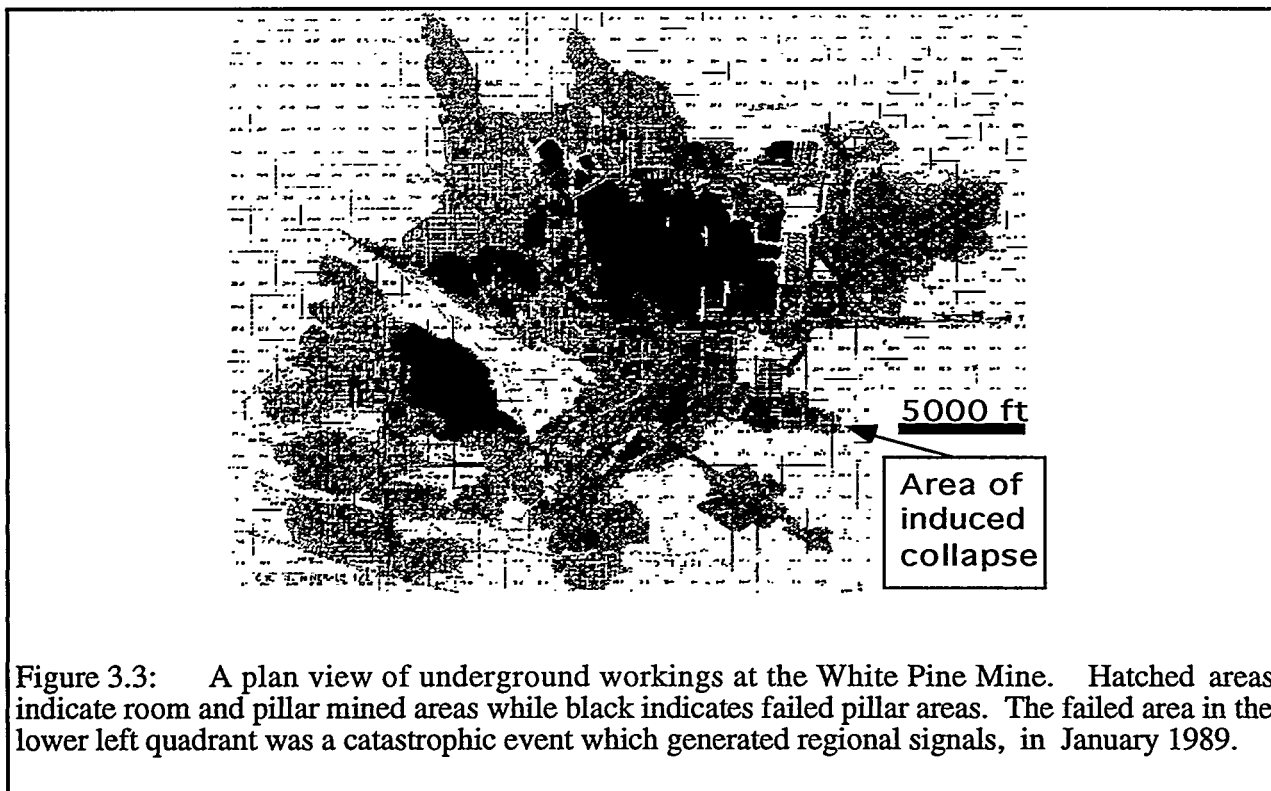 5000 ft
Area of
induced
collapse
Figure 3.3: A plan view of underground workings at the White Pine Mine. Hatched areas
indicate room and pillar mined areas while black indicates failed pillar areas. The failed area in the
lower left quadrant was a catastrophic event which generated regional signals, in January 1989.